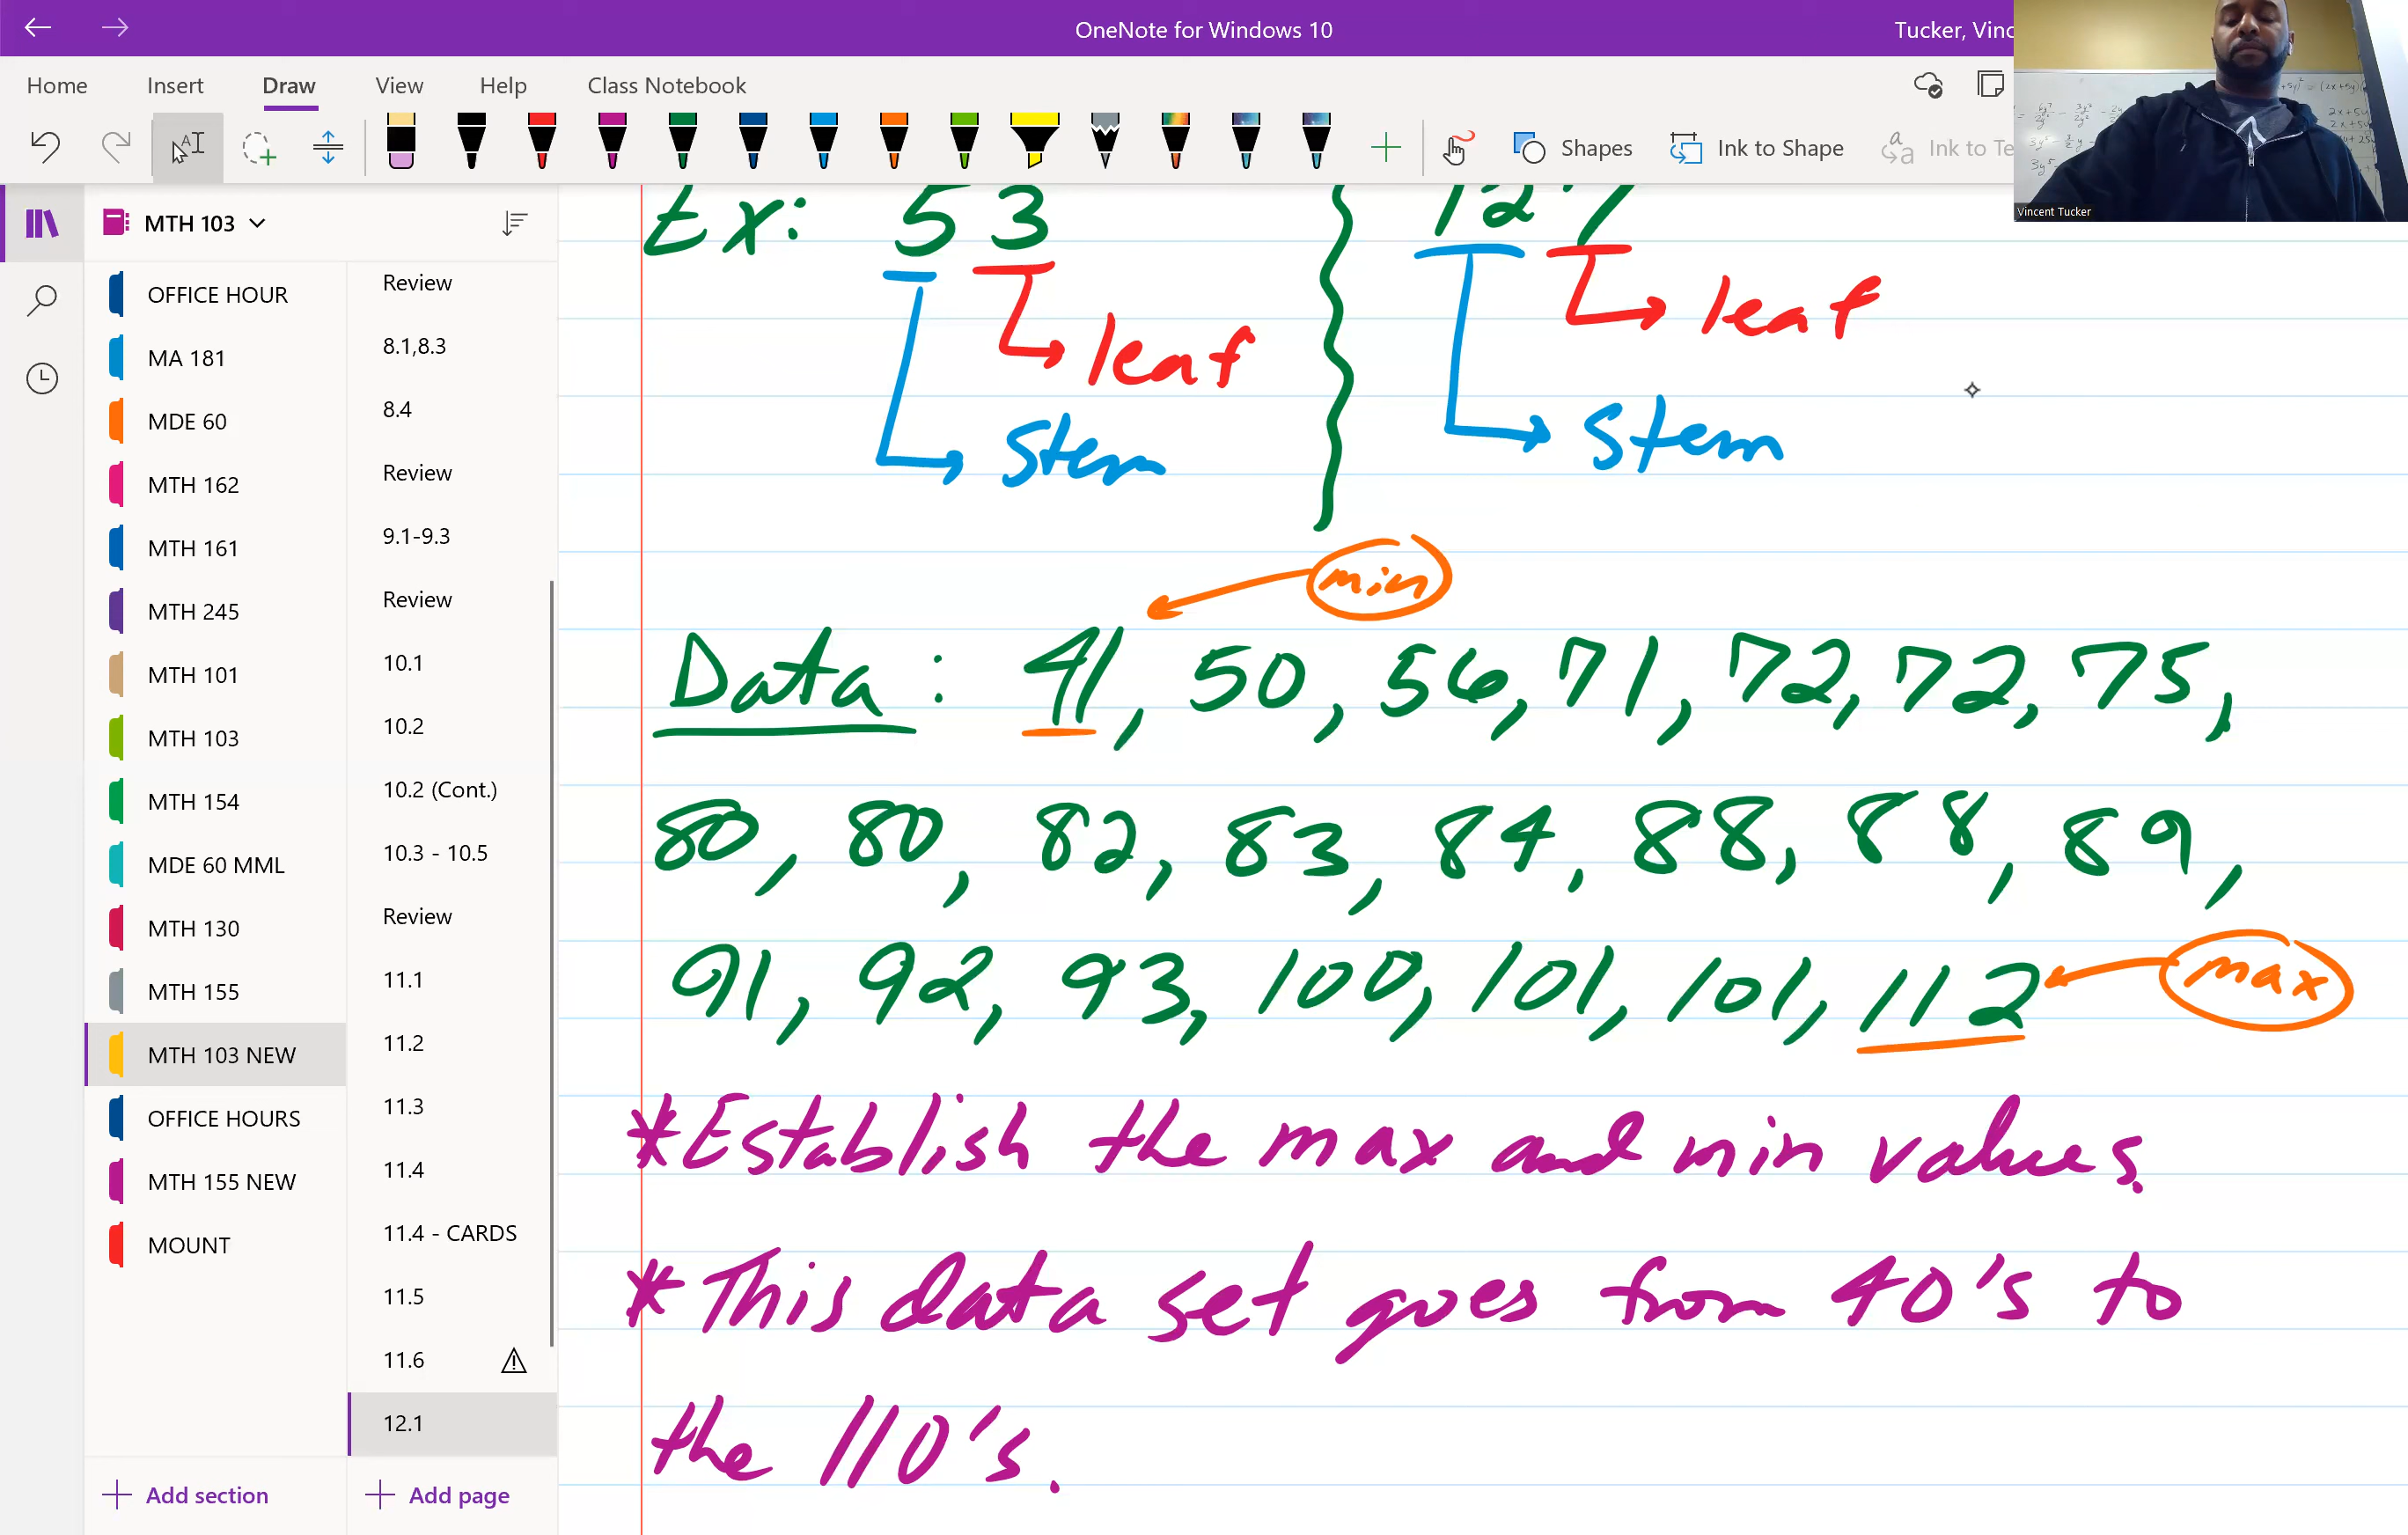 OneNote for Windows 10
Tucker, Vinc
Home Insert Draw View Help Class Notebook
Shapes Ink to Shape Ink to Te
Vincent Tucker
MTH 103
OFFICE HOUR
MA 181
MDE 60
MTH 162
MTH 161
MTH 245
MTH 101
MTH 103
MTH 154
MDE 60 MML
MTH 130
MTH 155
MTH 103 NEW
OFFICE HOURS
MTH 155 NEW
MOUNT
Add section
Review
8.1,8.3
8.4
Review
9.1-9.3
Review
10.1
10.2
10.2 (Cont.)
10.3 - 10.5
Review
11.1
11.2
11.3
11.4
11.4 - CARDS
11.5
11.6
12.1
Add page
Ex: 53 127
leaf leaf
stem stem
min
Data: 41, 50, 56, 71, 72, 72, 75,
80, 80, 82, 83, 84, 88, 88, 89,
91, 92, 93, 100, 101, 101, 112 max
*Establish the max and min values.
*This data set goes from 40's to
the 110's.